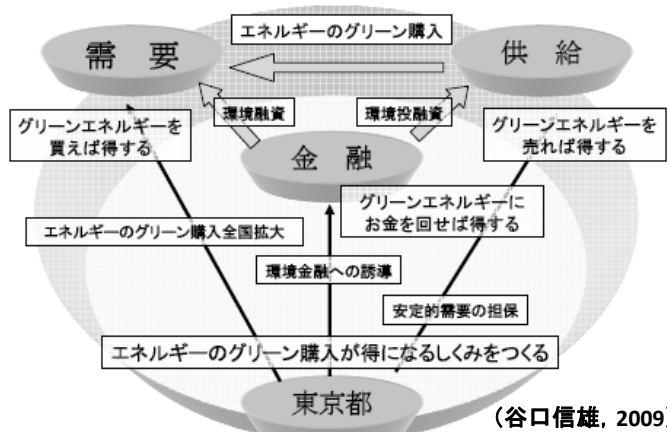 エネルギーのグリーン購入
需要
供給
環境融資
環境投融資
グリーンエネルギーを
買えば得する
金融
グリーンエネルギーを
売れば得する
グリーンエネルギーに
お金を回せば得する
エネルギーのグリーン購入全国拡大
環境金融への誘導
安定的需要の担保
エネルギーのグリーン購入が得になるしくみをつくる
東京都
(谷口信雄, 2009)